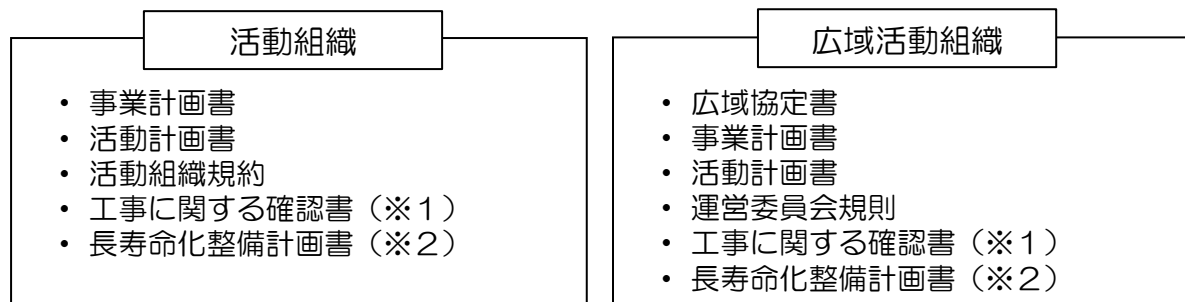 活動組織
• 事業計画書
• 活動計画書
• 活動組織規約
• 工事に関する確認書（※１）
• 長寿命化整備計画書（※２）
広域活動組織
• 広域協定書
• 事業計画書
• 活動計画書
• 運営委員会規則
• 工事に関する確認書（※１）
• 長寿命化整備計画書（※２）